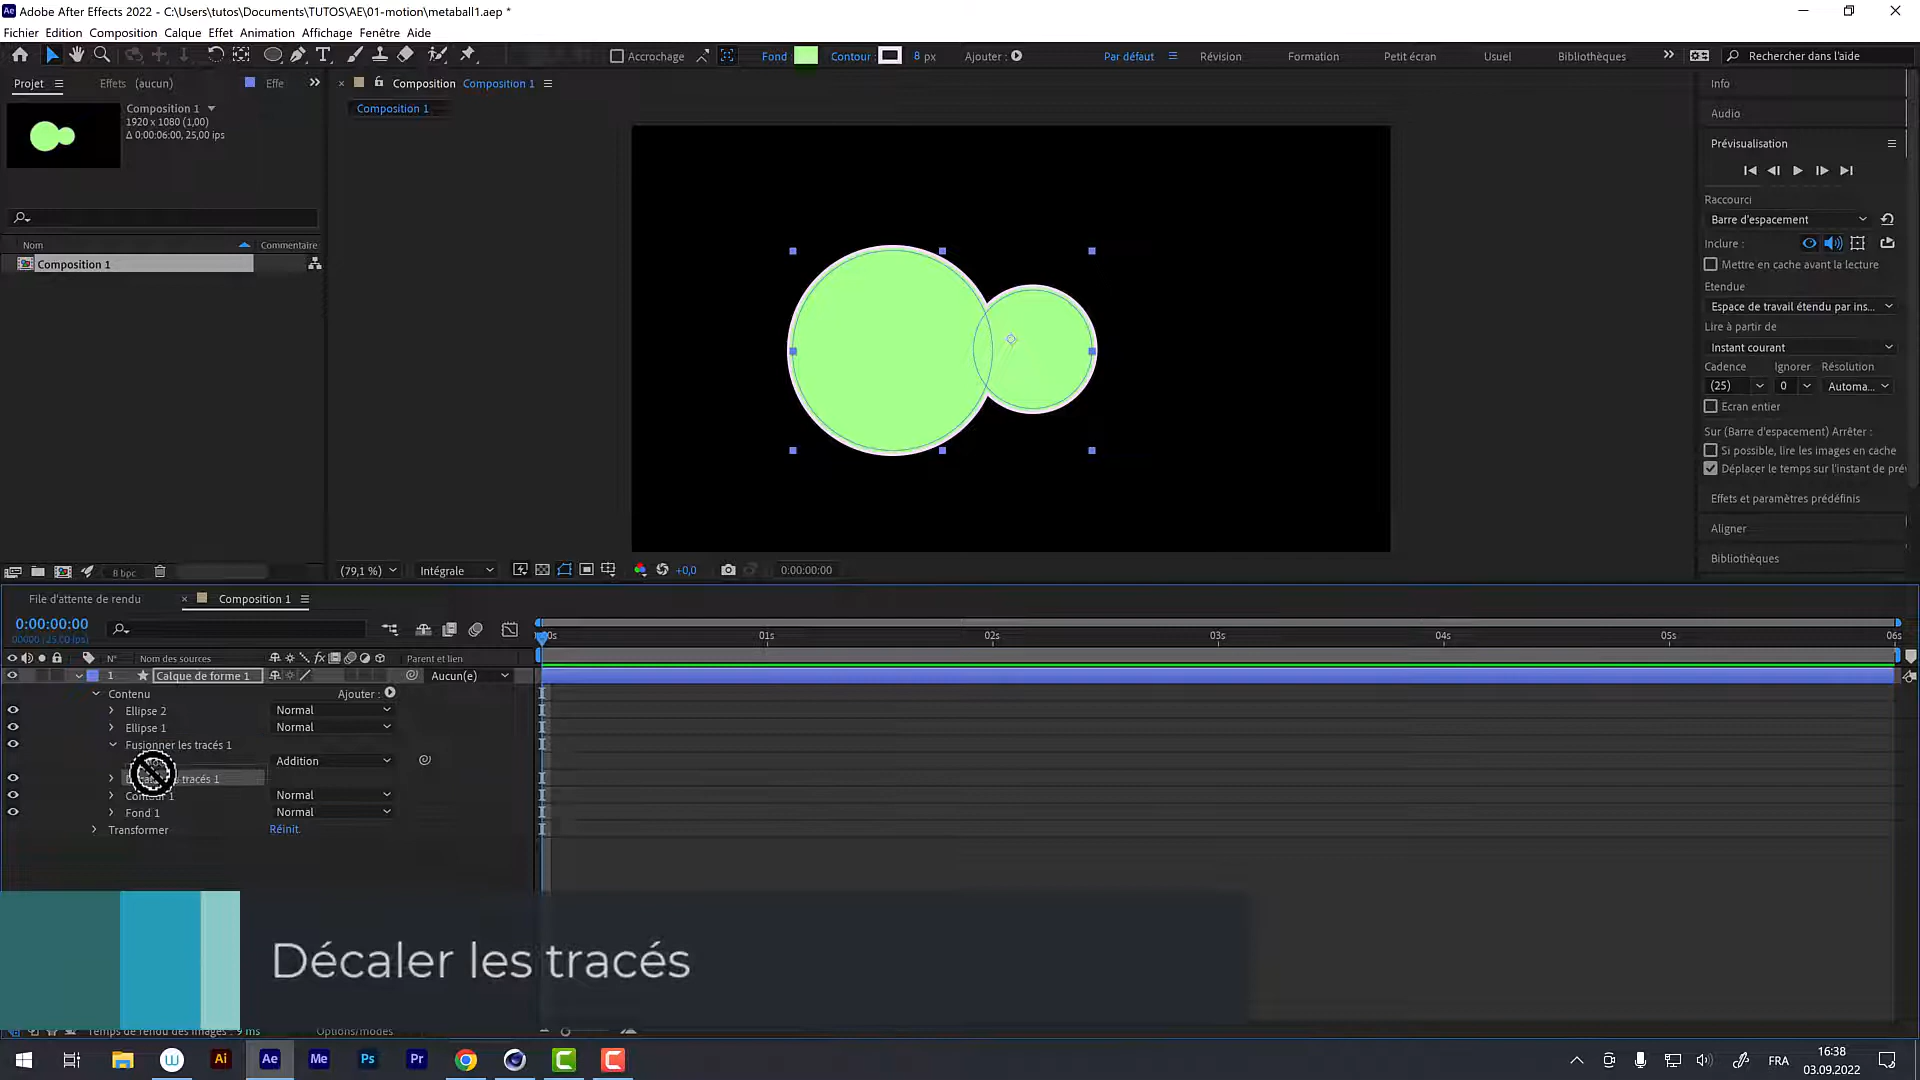 Adobe After Effects 2022 - C:\Users\tutos\Documents\TUTOS\AE\01-motion\metaball1.aep *
Fichier Edition Composition Calque Effet Animation Affichage Fenêtre Aide
Accrochage Fond Contour : 8 px Ajouter : Par défaut Révision Formation Petit écran Usuel Bibliothèques Rechercher dans l'aide
Projet Effets (aucun) Effe Composition Composition 1 Info
Composition 1
1920 x 1080 (1,00)
Δ 0:00:06:00, 25,00 ips
Composition 1
Audio
Prévisualisation
Raccourci
Barre d'espacement
Inclure :
Mettre en cache avant la lecture
Etendue
Espace de travail étendu par ins...
Lire à partir de
Instant courant
Cadence Ignorer Résolution
(25) 0 Automa...
Ecran entier
Sur (Barre d'espacement) Arrêter :
Si possible, lire les images en cache
Déplacer le temps sur l'instant de pré
Effets et paramètres prédéfinis
Aligner
Bibliothèques
Nom Commentaire
Composition 1
8 bpc (79,1 %) Intégrale +0,0 0:00:00:00
File d'attente de rendu Composition 1
0:00:00:00
00000 (25.00 ips)
00s 01s 02s 03s 04s 05s 06s
N° Nom des sources fx Parent et lien
1 Calque de forme 1 Aucun(e)
Contenu Ajouter :
Ellipse 2 Normal
Ellipse 1 Normal
Fusionner les tracés 1
Addition
tracés 1
Contour 1 Normal
Fond 1 Normal
Transformer Réinit.
Décaler les tracés
Temps de rendu des images : 9 ms Options/modes
Ai Ae Me Ps Pr FRA 16:38
03.09.2022